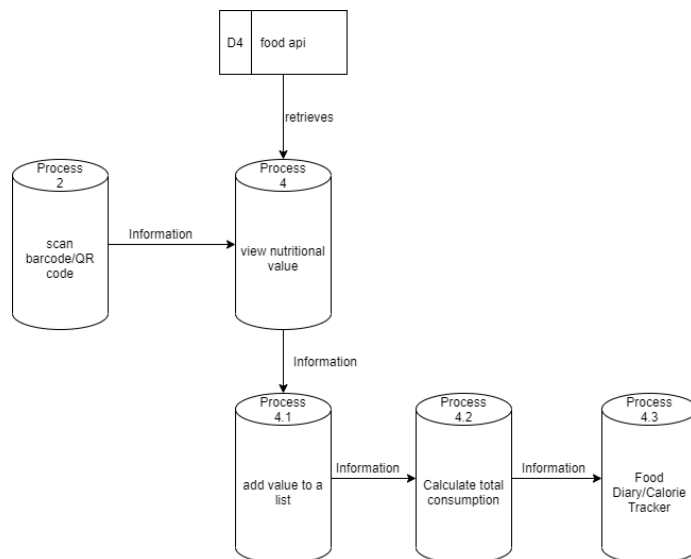 D4 food api
retrieves
Process
2
Process
4
scan
barcode/QR
code
Information
view nutritional
value
Information
Process
4.1
Process
4.2
Process
4.3
add value to a
list
Information
Calculate total
consumption
Information
Food
Diary/Calorie
Tracker